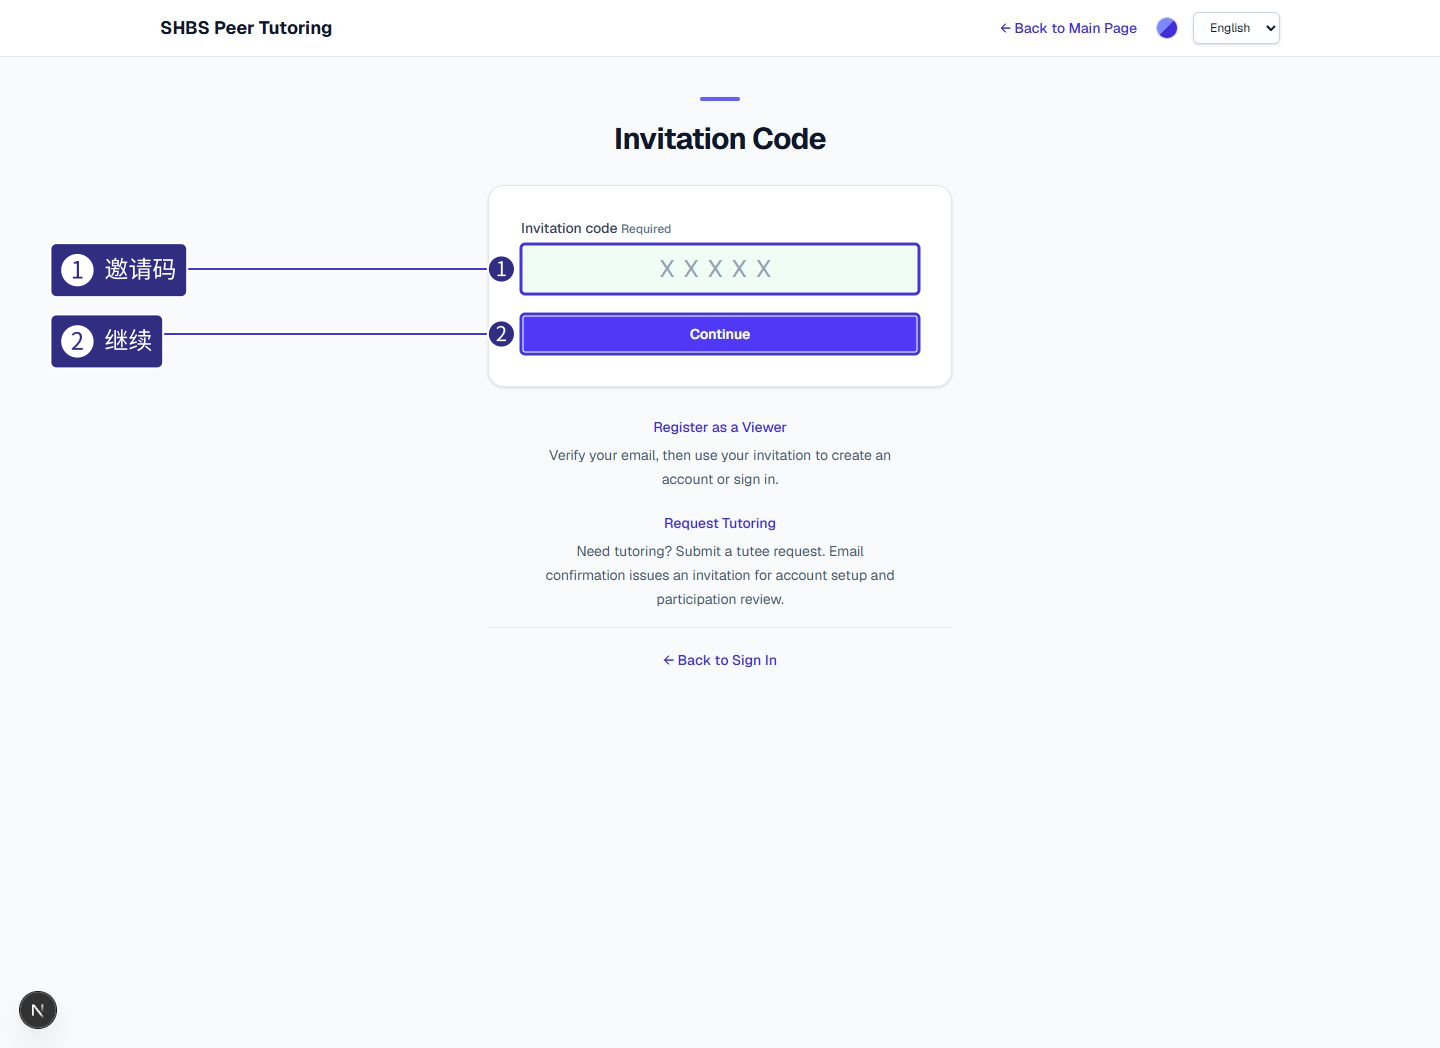 SHBS Peer Tutoring
← Back to Main Page
English
Invitation Code
Invitation code Required
1 邀请码
1
X X X X X
2 继续
2
Continue
Register as a Viewer
Verify your email, then use your invitation to create an
account or sign in.
Request Tutoring
Need tutoring? Submit a tutee request. Email
confirmation issues an invitation for account setup and
participation review.
← Back to Sign In
N